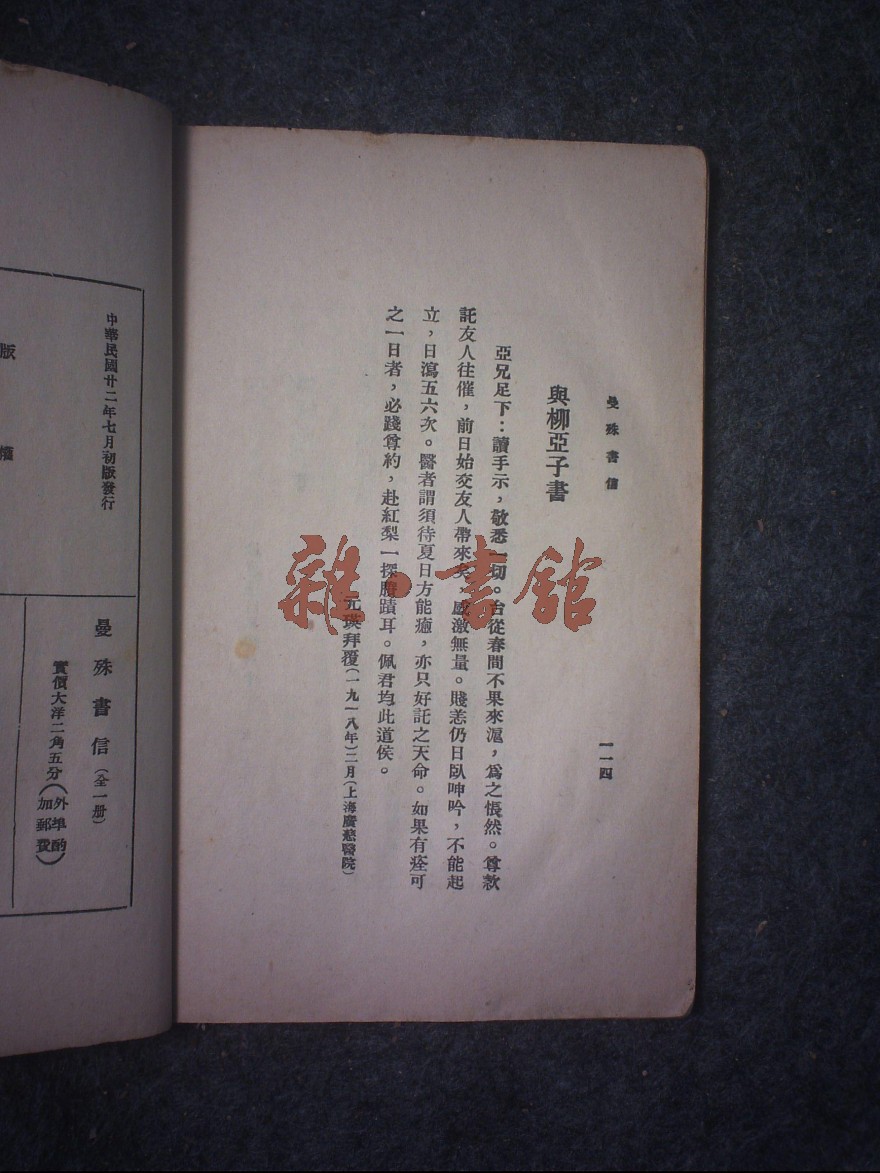 曼殊書信
一一四
與柳亞子書
亞兄足下：讀手示，敬悉一切。台從春間不果來滬，爲之悵然。尊款
託友人往催，前日始交友人帶來矣，感激無量。賤恙仍日臥呻吟，不能起
立，日瀉五六次。醫者謂須待夏日方能癒，亦只好託之天命。如果有痊可
之一日者，必踐尊約，赴紅梨一探勝蹟耳。佩君均此道侯。
元瑛拜覆（一九一八年）二月（上海廣慈醫院）
中華民國廿二年七月初版發行
曼殊書信（全一册）
實價大洋二角五分（外埠酌
加郵費）
版
權
雜·書館